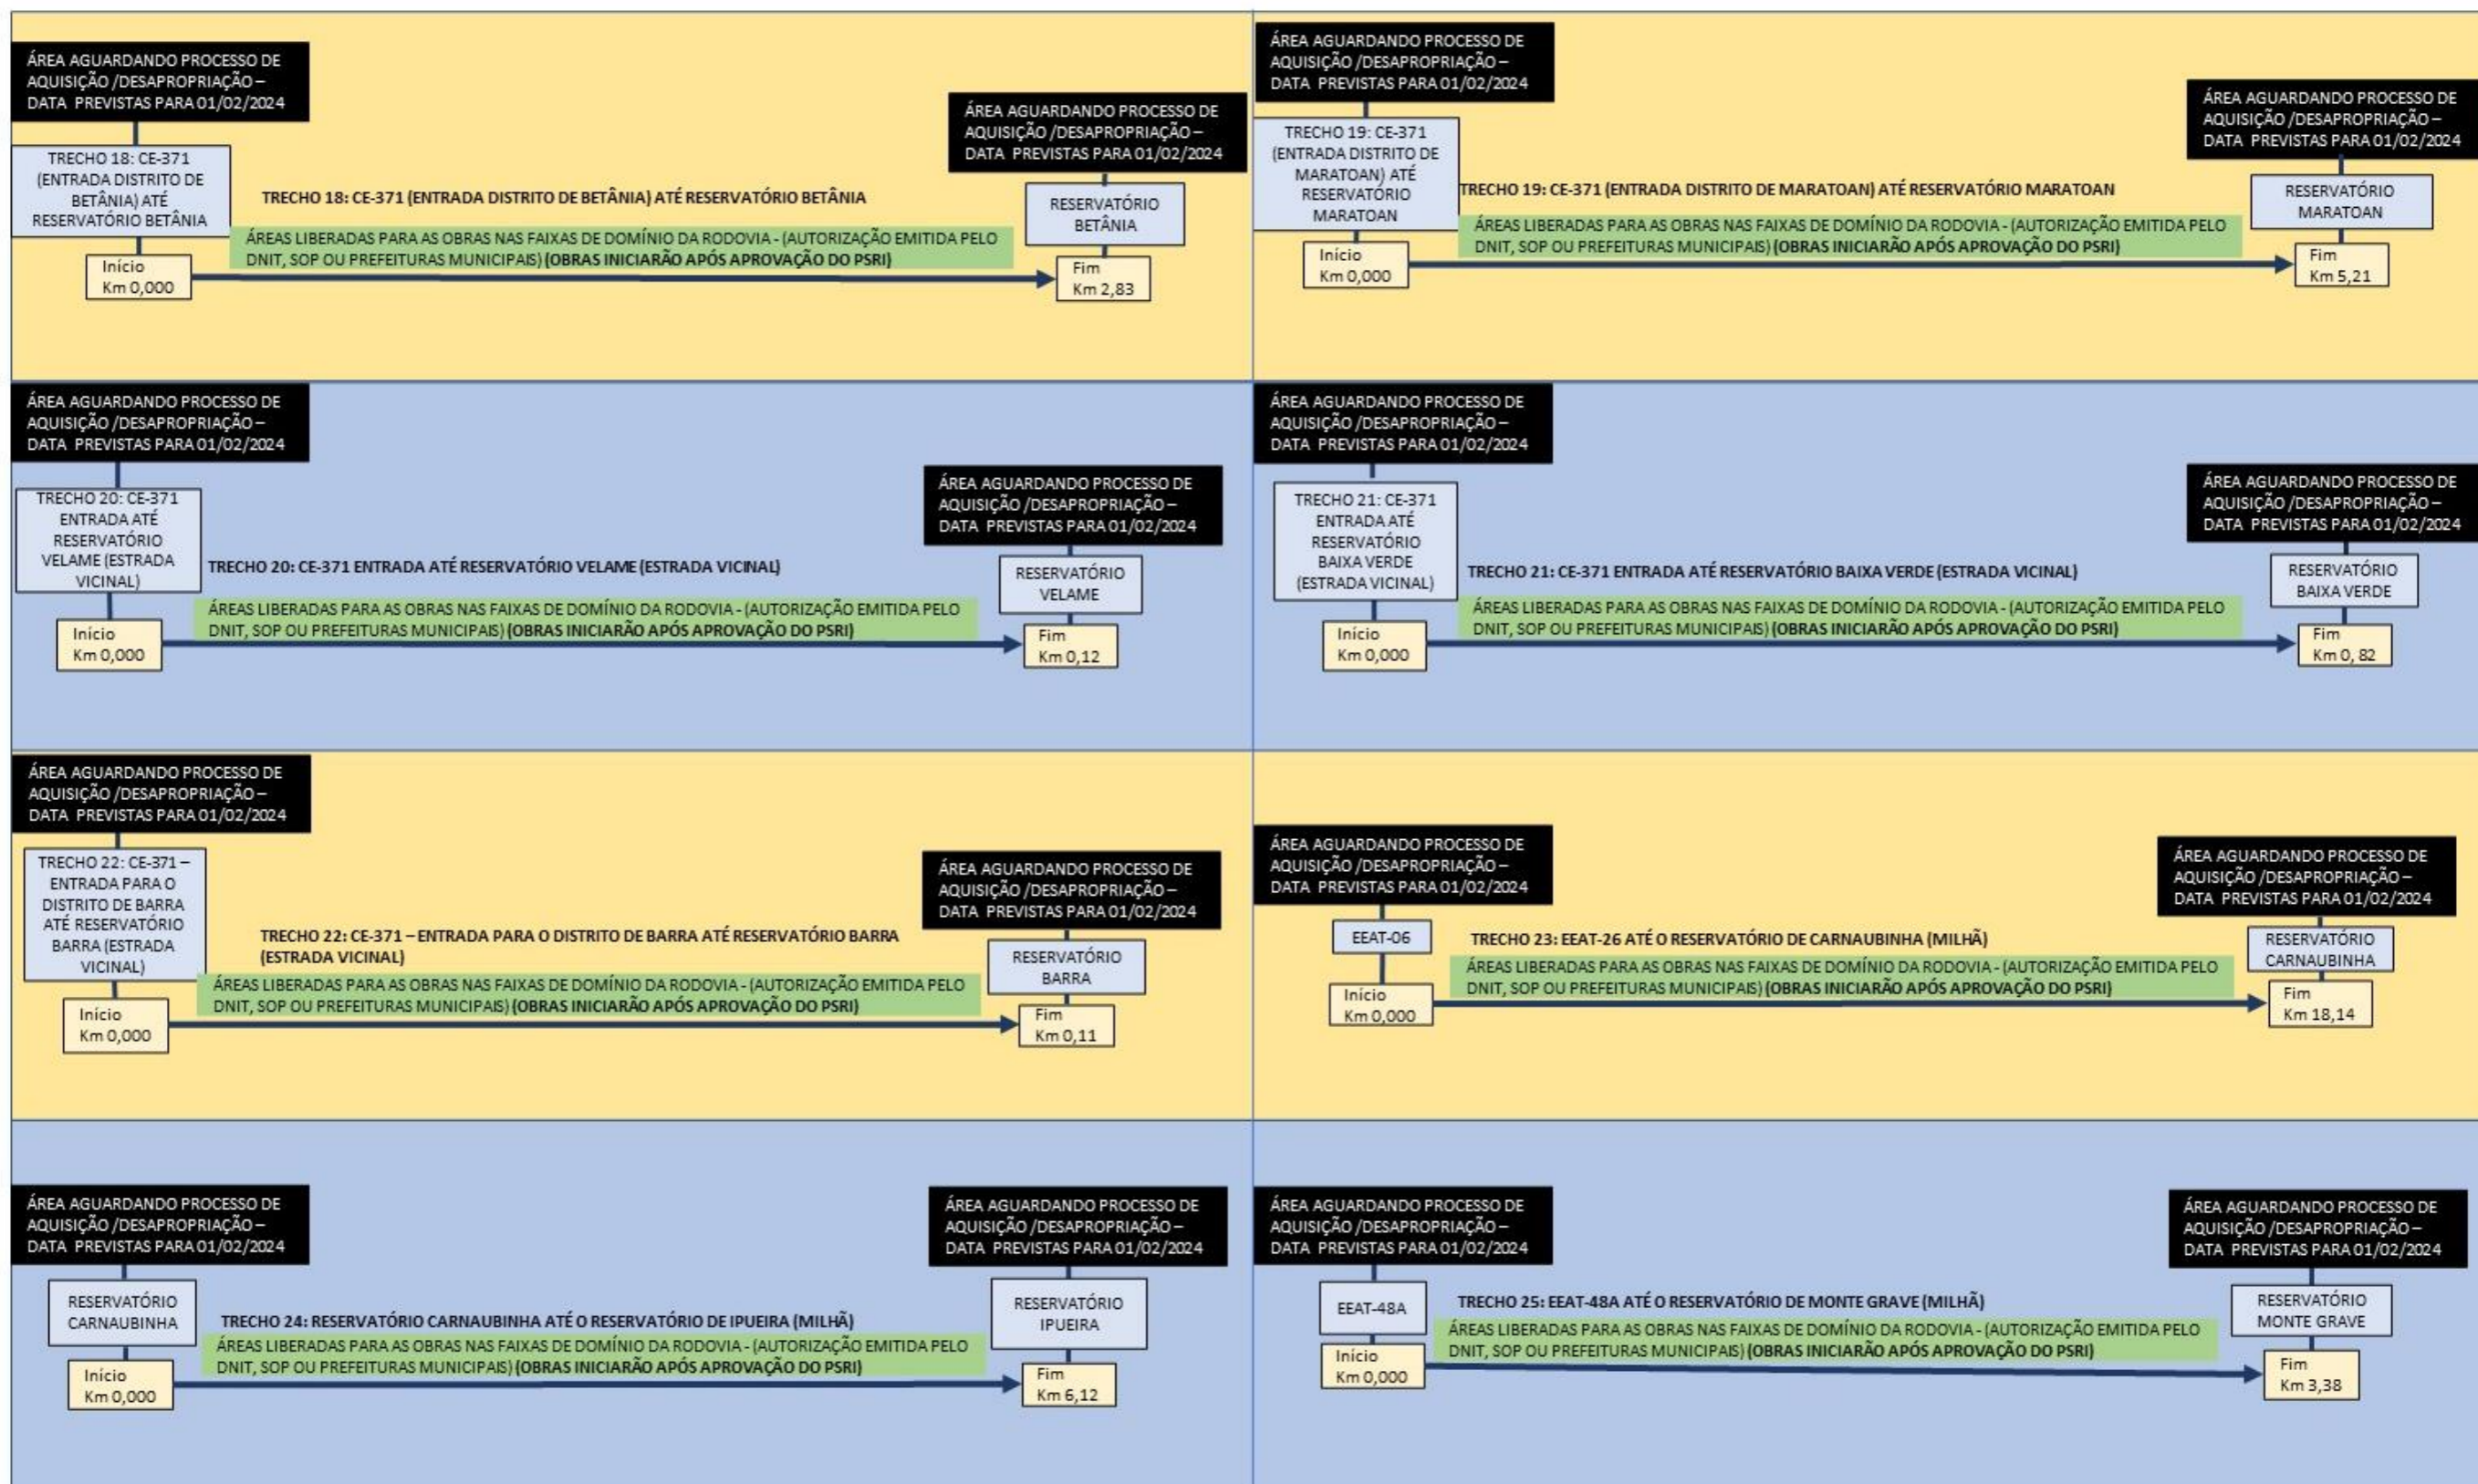 ÁREA AGUARDANDO PROCESSO DE
AQUISIÇÃO /DESAPROPRIAÇÃO –
DATA PREVISTAS PARA 01/02/2024
ÁREA AGUARDANDO PROCESSO DE
AQUISIÇÃO /DESAPROPRIAÇÃO –
DATA PREVISTAS PARA 01/02/2024
TRECHO 18: CE-371
(ENTRADA DISTRITO DE
BETÂNIA) ATÉ
RESERVATÓRIO BETÂNIA
TRECHO 18: CE-371 (ENTRADA DISTRITO DE BETÂNIA) ATÉ RESERVATÓRIO BETÂNIA
RESERVATÓRIO
BETÂNIA
ÁREAS LIBERADAS PARA AS OBRAS NAS FAIXAS DE DOMÍNIO DA RODOVIA - (AUTORIZAÇÃO EMITIDA PELO
DNIT, SOP OU PREFEITURAS MUNICIPAIS) (OBRAS INICIARÃO APÓS APROVAÇÃO DO PSRI)
Início
Km 0,000
Fim
Km 2,83
ÁREA AGUARDANDO PROCESSO DE
AQUISIÇÃO /DESAPROPRIAÇÃO –
DATA PREVISTAS PARA 01/02/2024
ÁREA AGUARDANDO PROCESSO DE
AQUISIÇÃO /DESAPROPRIAÇÃO –
DATA PREVISTAS PARA 01/02/2024
TRECHO 19: CE-371
(ENTRADA DISTRITO DE
MARATOAN) ATÉ
RESERVATÓRIO
MARATOAN
TRECHO 19: CE-371 (ENTRADA DISTRITO DE MARATOAN) ATÉ RESERVATÓRIO MARATOAN
RESERVATÓRIO
MARATOAN
ÁREAS LIBERADAS PARA AS OBRAS NAS FAIXAS DE DOMÍNIO DA RODOVIA - (AUTORIZAÇÃO EMITIDA PELO
DNIT, SOP OU PREFEITURAS MUNICIPAIS) (OBRAS INICIARÃO APÓS APROVAÇÃO DO PSRI)
Início
Km 0,000
Fim
Km 5,21
ÁREA AGUARDANDO PROCESSO DE
AQUISIÇÃO /DESAPROPRIAÇÃO –
DATA PREVISTAS PARA 01/02/2024
ÁREA AGUARDANDO PROCESSO DE
AQUISIÇÃO /DESAPROPRIAÇÃO –
DATA PREVISTAS PARA 01/02/2024
TRECHO 20: CE-371
ENTRADA ATÉ
RESERVATÓRIO
VELAME (ESTRADA
VICINAL)
TRECHO 20: CE-371 ENTRADA ATÉ RESERVATÓRIO VELAME (ESTRADA VICINAL)
RESERVATÓRIO
VELAME
ÁREAS LIBERADAS PARA AS OBRAS NAS FAIXAS DE DOMÍNIO DA RODOVIA - (AUTORIZAÇÃO EMITIDA PELO
DNIT, SOP OU PREFEITURAS MUNICIPAIS) (OBRAS INICIARÃO APÓS APROVAÇÃO DO PSRI)
Início
Km 0,000
Fim
Km 0,12
ÁREA AGUARDANDO PROCESSO DE
AQUISIÇÃO /DESAPROPRIAÇÃO –
DATA PREVISTAS PARA 01/02/2024
ÁREA AGUARDANDO PROCESSO DE
AQUISIÇÃO /DESAPROPRIAÇÃO –
DATA PREVISTAS PARA 01/02/2024
TRECHO 21: CE-371
ENTRADA ATÉ
RESERVATÓRIO
BAIXA VERDE
(ESTRADA VICINAL)
TRECHO 21: CE-371 ENTRADA ATÉ RESERVATÓRIO BAIXA VERDE (ESTRADA VICINAL)
RESERVATÓRIO
BAIXA VERDE
ÁREAS LIBERADAS PARA AS OBRAS NAS FAIXAS DE DOMÍNIO DA RODOVIA - (AUTORIZAÇÃO EMITIDA PELO
DNIT, SOP OU PREFEITURAS MUNICIPAIS) (OBRAS INICIARÃO APÓS APROVAÇÃO DO PSRI)
Início
Km 0,000
Fim
Km 0, 82
ÁREA AGUARDANDO PROCESSO DE
AQUISIÇÃO /DESAPROPRIAÇÃO –
DATA PREVISTAS PARA 01/02/2024
ÁREA AGUARDANDO PROCESSO DE
AQUISIÇÃO /DESAPROPRIAÇÃO –
DATA PREVISTAS PARA 01/02/2024
TRECHO 22: CE-371 –
ENTRADA PARA O
DISTRITO DE BARRA
ATÉ RESERVATÓRIO
BARRA (ESTRADA
VICINAL)
TRECHO 22: CE-371 – ENTRADA PARA O DISTRITO DE BARRA ATÉ RESERVATÓRIO BARRA
(ESTRADA VICINAL)
RESERVATÓRIO
BARRA
ÁREAS LIBERADAS PARA AS OBRAS NAS FAIXAS DE DOMÍNIO DA RODOVIA - (AUTORIZAÇÃO EMITIDA PELO
DNIT, SOP OU PREFEITURAS MUNICIPAIS) (OBRAS INICIARÃO APÓS APROVAÇÃO DO PSRI)
Início
Km 0,000
Fim
Km 0,11
ÁREA AGUARDANDO PROCESSO DE
AQUISIÇÃO /DESAPROPRIAÇÃO –
DATA PREVISTAS PARA 01/02/2024
ÁREA AGUARDANDO PROCESSO DE
AQUISIÇÃO /DESAPROPRIAÇÃO –
DATA PREVISTAS PARA 01/02/2024
EEAT-06
TRECHO 23: EEAT-26 ATÉ O RESERVATÓRIO DE CARNAUBINHA (MILHÃ)
RESERVATÓRIO
CARNAUBINHA
ÁREAS LIBERADAS PARA AS OBRAS NAS FAIXAS DE DOMÍNIO DA RODOVIA - (AUTORIZAÇÃO EMITIDA PELO
DNIT, SOP OU PREFEITURAS MUNICIPAIS) (OBRAS INICIARÃO APÓS APROVAÇÃO DO PSRI)
Início
Km 0,000
Fim
Km 18,14
ÁREA AGUARDANDO PROCESSO DE
AQUISIÇÃO /DESAPROPRIAÇÃO –
DATA PREVISTAS PARA 01/02/2024
ÁREA AGUARDANDO PROCESSO DE
AQUISIÇÃO /DESAPROPRIAÇÃO –
DATA PREVISTAS PARA 01/02/2024
RESERVATÓRIO
CARNAUBINHA
TRECHO 24: RESERVATÓRIO CARNAUBINHA ATÉ O RESERVATÓRIO DE IPUEIRA (MILHÃ)
RESERVATÓRIO
IPUEIRA
ÁREAS LIBERADAS PARA AS OBRAS NAS FAIXAS DE DOMÍNIO DA RODOVIA - (AUTORIZAÇÃO EMITIDA PELO
DNIT, SOP OU PREFEITURAS MUNICIPAIS) (OBRAS INICIARÃO APÓS APROVAÇÃO DO PSRI)
Início
Km 0,000
Fim
Km 6,12
ÁREA AGUARDANDO PROCESSO DE
AQUISIÇÃO /DESAPROPRIAÇÃO –
DATA PREVISTAS PARA 01/02/2024
ÁREA AGUARDANDO PROCESSO DE
AQUISIÇÃO /DESAPROPRIAÇÃO –
DATA PREVISTAS PARA 01/02/2024
EEAT-48A
TRECHO 25: EEAT-48A ATÉ O RESERVATÓRIO DE MONTE GRAVE (MILHÃ)
RESERVATÓRIO
MONTE GRAVE
ÁREAS LIBERADAS PARA AS OBRAS NAS FAIXAS DE DOMÍNIO DA RODOVIA - (AUTORIZAÇÃO EMITIDA PELO
DNIT, SOP OU PREFEITURAS MUNICIPAIS) (OBRAS INICIARÃO APÓS APROVAÇÃO DO PSRI)
Início
Km 0,000
Fim
Km 3,38